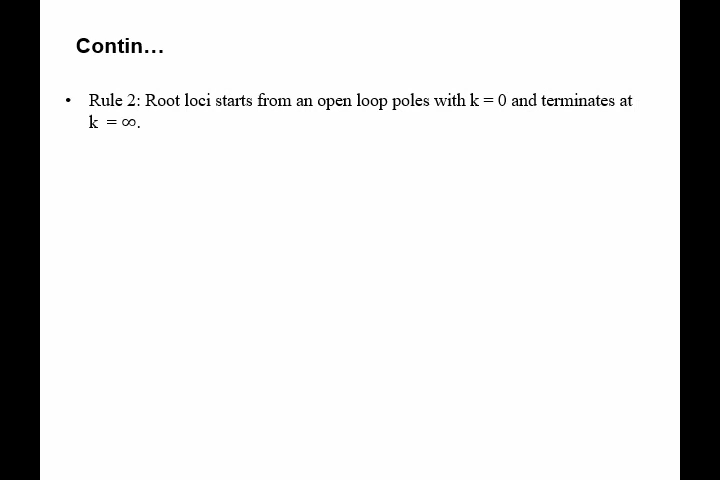 Contin…
• Rule 2: Root loci starts from an open loop poles with k = 0 and terminates at
k = ∞.